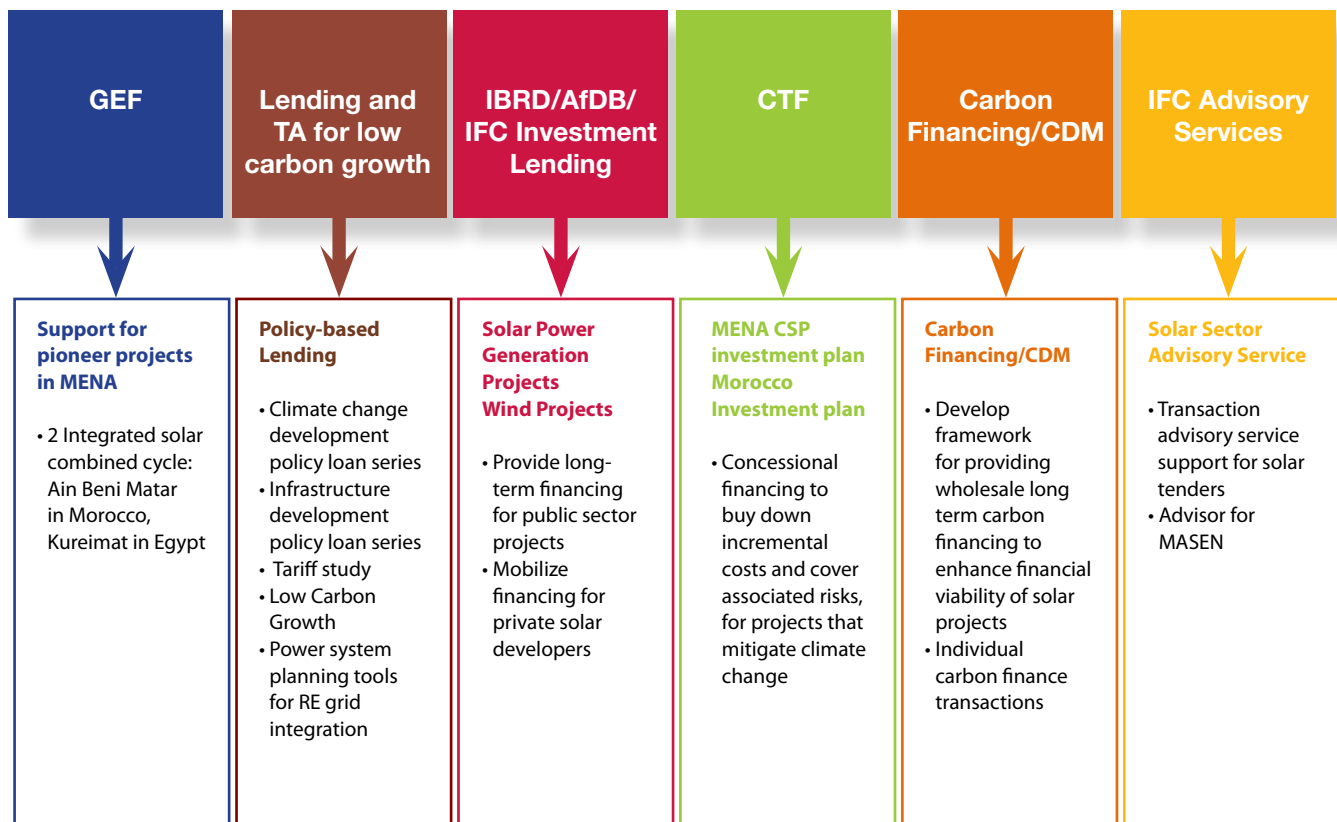 GEF
Lending and
TA for low
carbon growth
IBRD/AfDB/
IFC Investment
Lending
CTF
Carbon
Financing/CDM
IFC Advisory
Services
Support for
pioneer projects
in MENA
• 2 Integrated solar
combined cycle:
Ain Beni Matar
in Morocco,
Kureimat in Egypt
Policy-based
Lending
• Climate change
development
policy loan series
• Infrastructure
development
policy loan series
• Tariff study
• Low Carbon
Growth
• Power system
planning tools
for RE grid
integration
Solar Power
Generation
Projects
Wind Projects
• Provide long-
term financing
for public sector
projects
• Mobilize
financing for
private solar
developers
MENA CSP
investment plan
Morocco
Investment plan
• Concessional
financing to
buy down
incremental
costs and cover
associated risks,
for projects that
mitigate climate
change
Carbon
Financing/CDM
• Develop
framework
for providing
wholesale long
term carbon
financing to
enhance financial
viability of solar
projects
• Individual
carbon finance
transactions
Solar Sector
Advisory Service
• Transaction
advisory service
support for solar
tenders
• Advisor for
MASEN